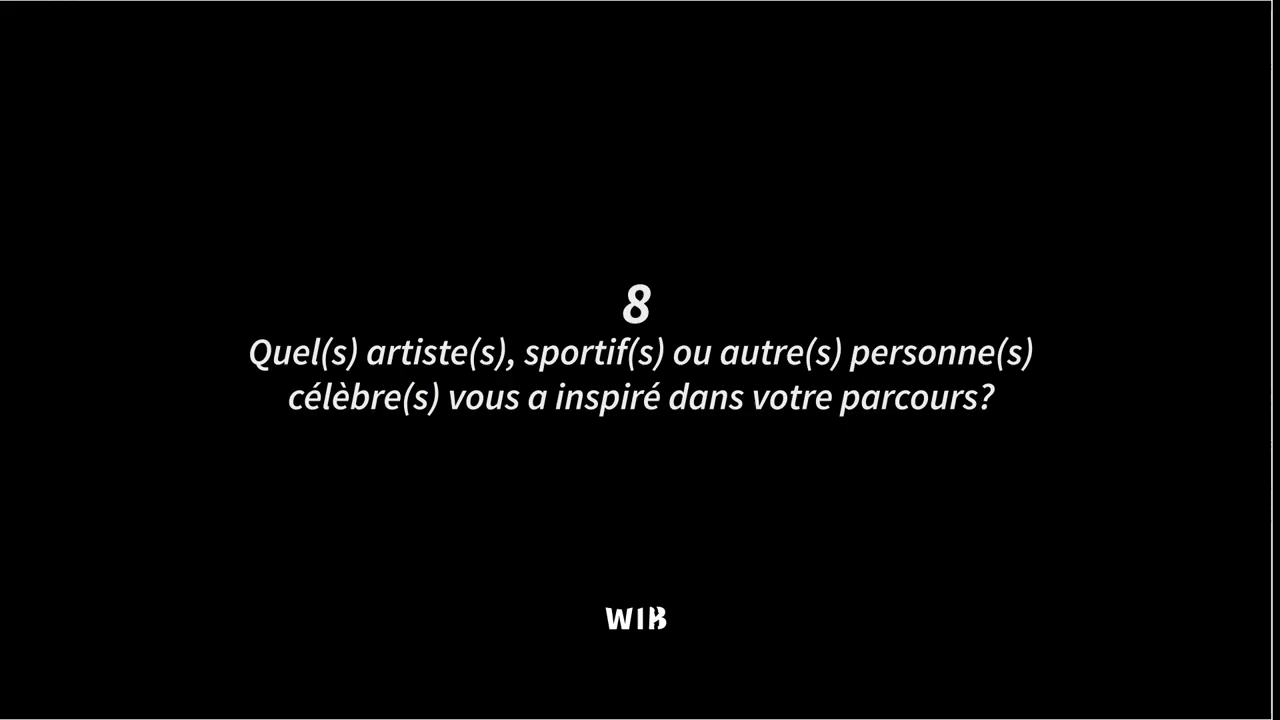 8
Quel(s) artiste(s), sportif(s) ou autre(s) personne(s)
célèbre(s) vous a inspiré dans votre parcours?
WIB